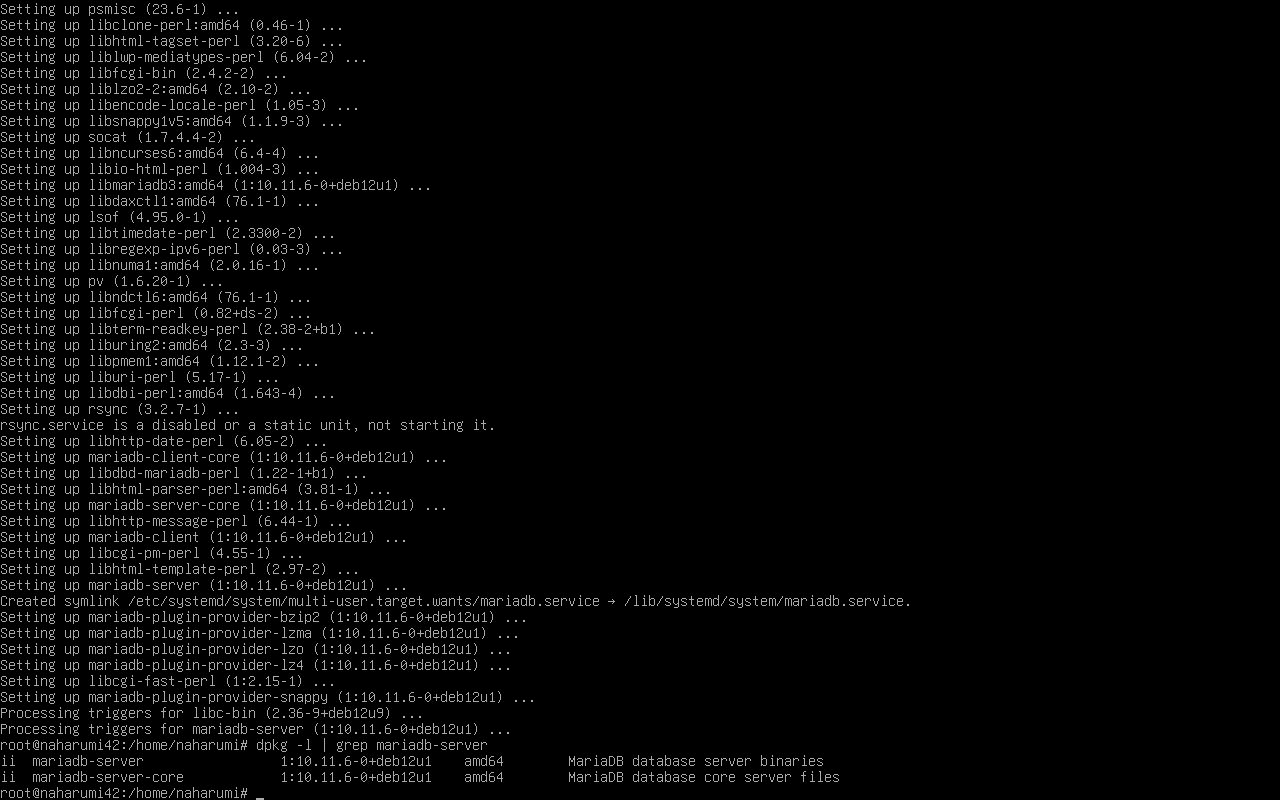 Setting up psmisc (23.6-1) ...
Setting up libclone-perl:amd64 (0.46-1) ...
Setting up libhtml-tagset-perl (3.20-6) ...
Setting up liblwp-mediatypes-perl (6.04-2) ...
Setting up libfcgi-bin (2.4.2-2) ...
Setting up liblzo2-2:amd64 (2.10-2) ...
Setting up libencode-locale-perl (1.05-3) ...
Setting up libsnappy1v5:amd64 (1.1.9-3) ...
Setting up socat (1.7.4.4-2) ...
Setting up libncurses6:amd64 (6.4-4) ...
Setting up libio-html-perl (1.004-3) ...
Setting up libmariadb3:amd64 (1:10.11.6-0+deb12u1) ...
Setting up libdaxctl1:amd64 (76.1-1) ...
Setting up lsof (4.95.0-1) ...
Setting up libtimedate-perl (2.3300-2) ...
Setting up libregexp-ipv6-perl (0.03-3) ...
Setting up libnuma1:amd64 (2.0.16-1) ...
Setting up pv (1.6.20-1) ...
Setting up libndctl6:amd64 (76.1-1) ...
Setting up libfcgi-perl (0.82+ds-2) ...
Setting up libterm-readkey-perl (2.38-2+b1) ...
Setting up liburing2:amd64 (2.3-3) ...
Setting up libpmem1:amd64 (1.12.1-2) ...
Setting up liburi-perl (5.17-1) ...
Setting up libdbi-perl:amd64 (1.643-4) ...
Setting up rsync (3.2.7-1) ...
rsync.service is a disabled or a static unit, not starting it.
Setting up libhttp-date-perl (6.05-2) ...
Setting up mariadb-client-core (1:10.11.6-0+deb12u1) ...
Setting up libdbd-mariadb-perl (1.22-1+b1) ...
Setting up libhtml-parser-perl:amd64 (3.81-1) ...
Setting up mariadb-server-core (1:10.11.6-0+deb12u1) ...
Setting up libhttp-message-perl (6.44-1) ...
Setting up mariadb-client (1:10.11.6-0+deb12u1) ...
Setting up libcgi-pm-perl (4.55-1) ...
Setting up libhtml-template-perl (2.97-2) ...
Setting up mariadb-server (1:10.11.6-0+deb12u1) ...
Created symlink /etc/systemd/system/multi-user.target.wants/mariadb.service → /lib/systemd/system/mariadb.service.
Setting up mariadb-plugin-provider-bzip2 (1:10.11.6-0+deb12u1) ...
Setting up mariadb-plugin-provider-lzma (1:10.11.6-0+deb12u1) ...
Setting up mariadb-plugin-provider-lzo (1:10.11.6-0+deb12u1) ...
Setting up mariadb-plugin-provider-lz4 (1:10.11.6-0+deb12u1) ...
Setting up libcgi-fast-perl (1:2.15-1) ...
Setting up mariadb-plugin-provider-snappy (1:10.11.6-0+deb12u1) ...
Processing triggers for libc-bin (2.36-9+deb12u9) ...
Processing triggers for mariadb-server (1:10.11.6-0+deb12u1) ...
root@naharumi42:/home/naharumi# dpkg -l | grep mariadb-server
ii  mariadb-server                 1:10.11.6-0+deb12u1    amd64        MariaDB database server binaries
ii  mariadb-server-core            1:10.11.6-0+deb12u1    amd64        MariaDB database core server files
root@naharumi42:/home/naharumi# _